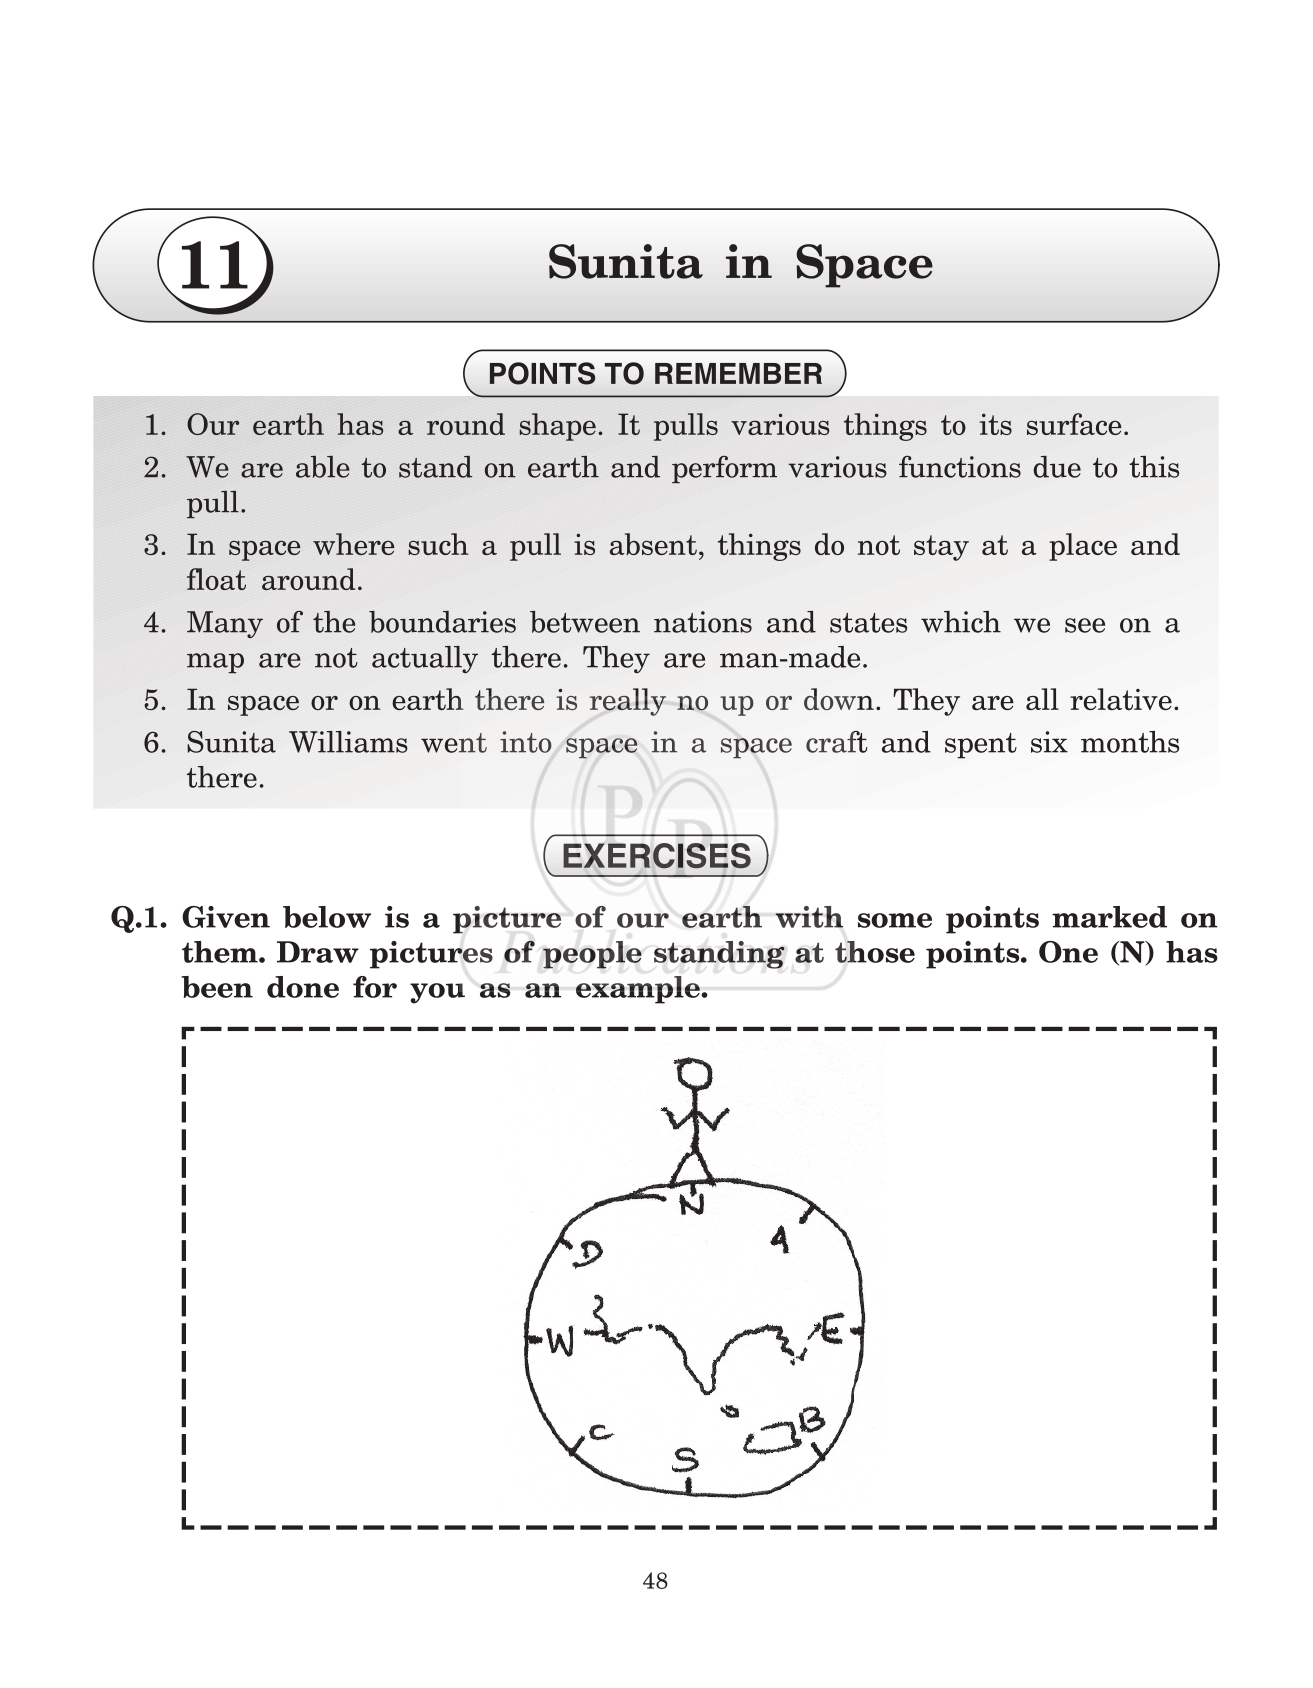 11
Sunita in Space
POINTS TO REMEMBER
1. Our earth has a round shape. It pulls various things to its surface.
2. We are able to stand on earth and perform various functions due to this
pull.
3. In space where such a pull is absent, things do not stay at a place and
float around.
4. Many of the boundaries between nations and states which we see on a
map are not actually there. They are man-made.
5. In space or on earth there is really no up or down. They are all relative.
6. Sunita Williams went into space in a space craft and spent six months
there.
PP
Publications
EXERCISES
Q.1. Given below is a picture of our earth with some points marked on
them. Draw pictures of people standing at those points. One (N) has
been done for you as an example.
N
A
D
W
E
B
C
S
48